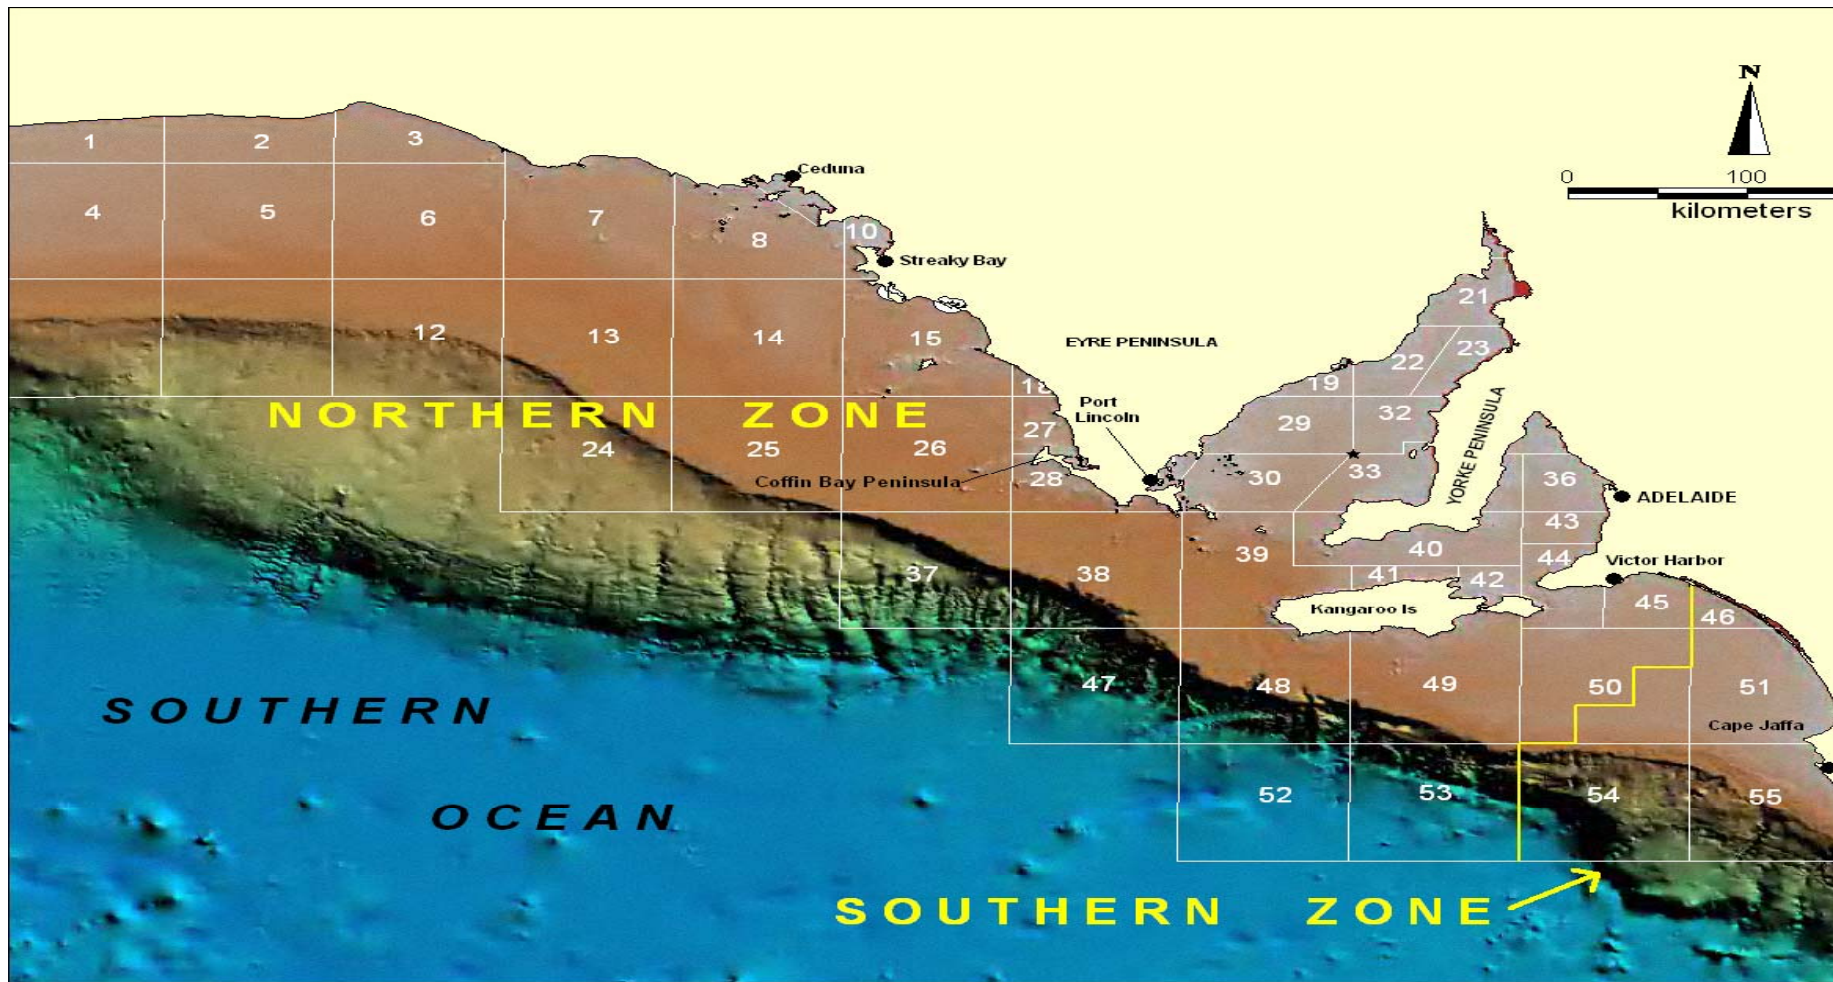 N
0 100
kilometers
1 2 3
Ceduna
4 5 6 7 8 10
Streaky Bay
12 13 14 15
21
EYRE PENINSULA
22 23
18 19
NORTHERN ZONE
Port
Lincoln
24 25 26 27 29 32
YORKE PENINSULA
Coffin Bay Peninsula
28 30 33 36
ADELAIDE
37 38 39 40 43
41 42 44
Victor Harbor
Kangaroo Is
45 46
47 48 49 50 51
SOUTHERN
Cape Jaffa
52 53 54 55
OCEAN
SOUTHERN ZONE